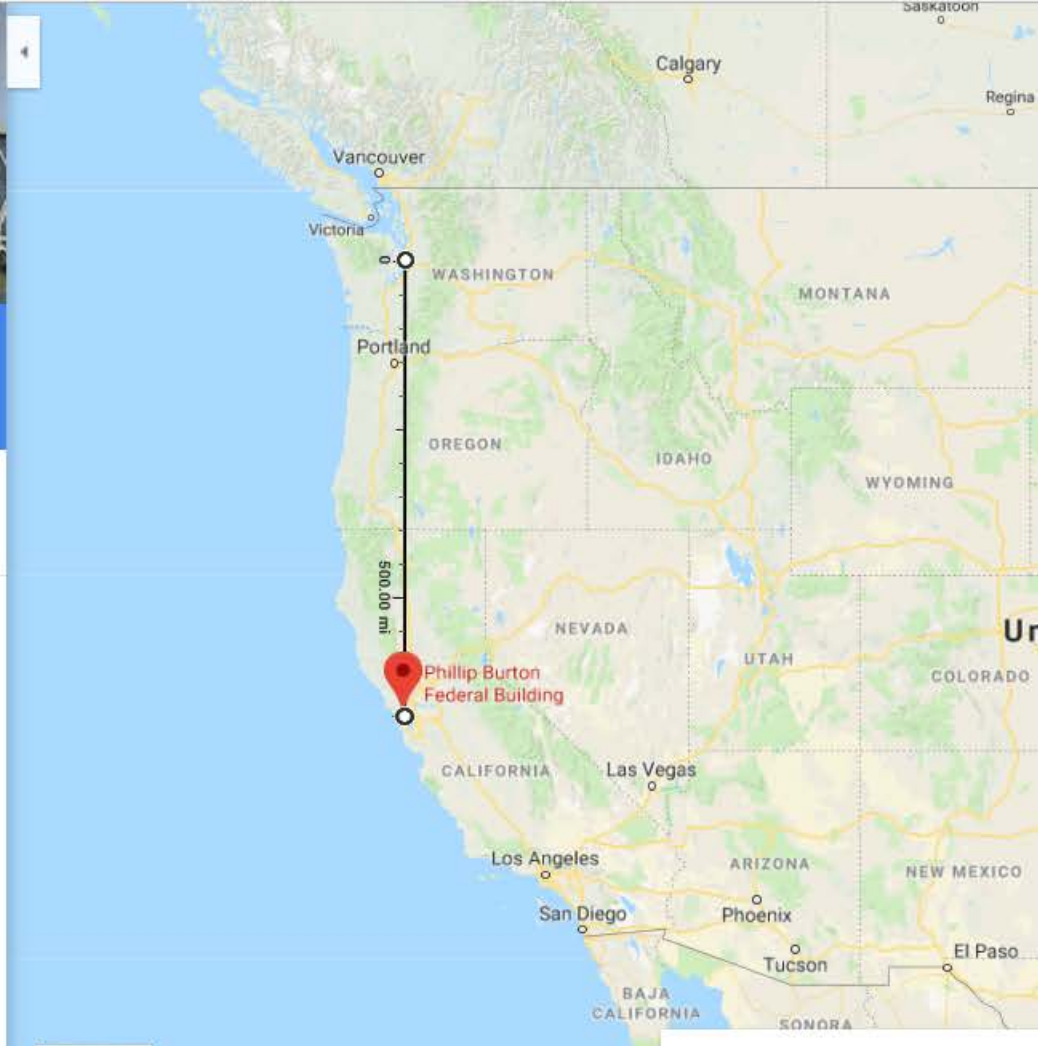 Saskatoon
Calgary
Regina
Vancouver
Victoria
0
WASHINGTON
MONTANA
Portland
OREGON
IDAHO
WYOMING
500.00 mi
NEVADA
Ur
UTAH
COLORADO
Phillip Burton
Federal Building
CALIFORNIA
Las Vegas
Los Angeles
ARIZONA
NEW MEXICO
San Diego
Phoenix
El Paso
Tucson
BAJA
CALIFORNIA
SONORA